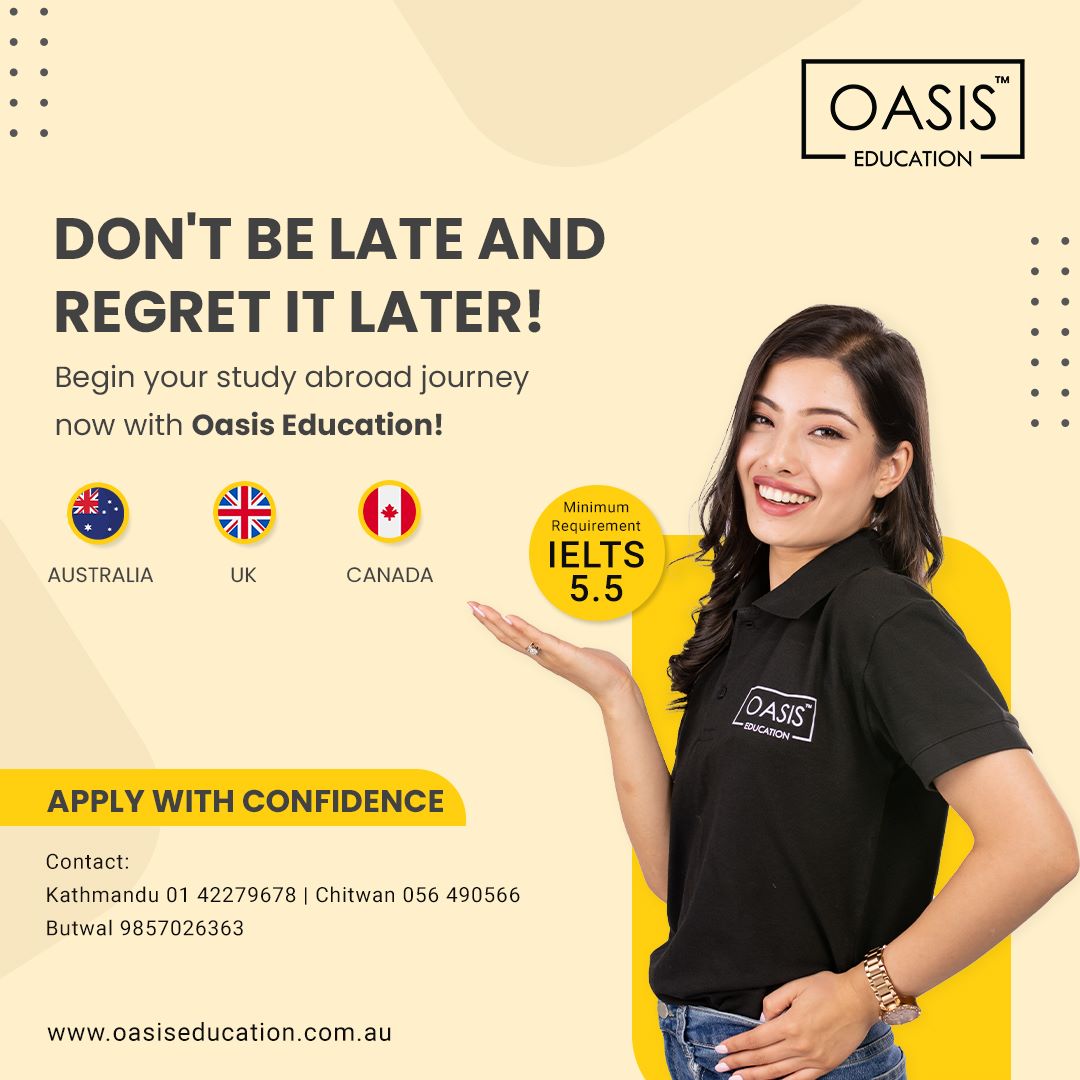 OASIS™
EDUCATION
DON'T BE LATE AND
REGRET IT LATER!
Begin your study abroad journey
now with Oasis Education!
AUSTRALIA
UK
CANADA
Minimum
Requirement
IELTS
5.5
OASIS™
EDUCATION
APPLY WITH CONFIDENCE
Contact:
Kathmandu 01 42279678 | Chitwan 056 490566
Butwal 9857026363
www.oasiseducation.com.au